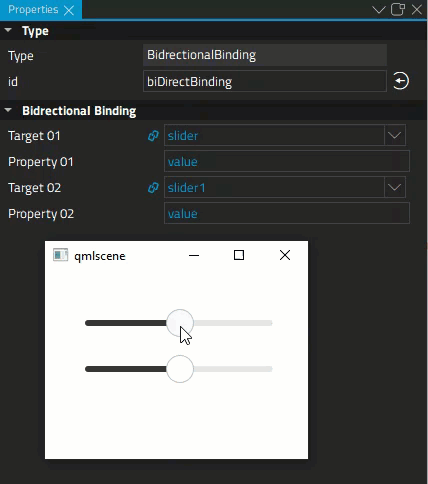 Properties
Type
Type BidrectionalBinding
id biDirectBinding
Bidrectional Binding
Target 01 slider
Property 01 value
Target 02 slider1
Property 02 value
qmlscene